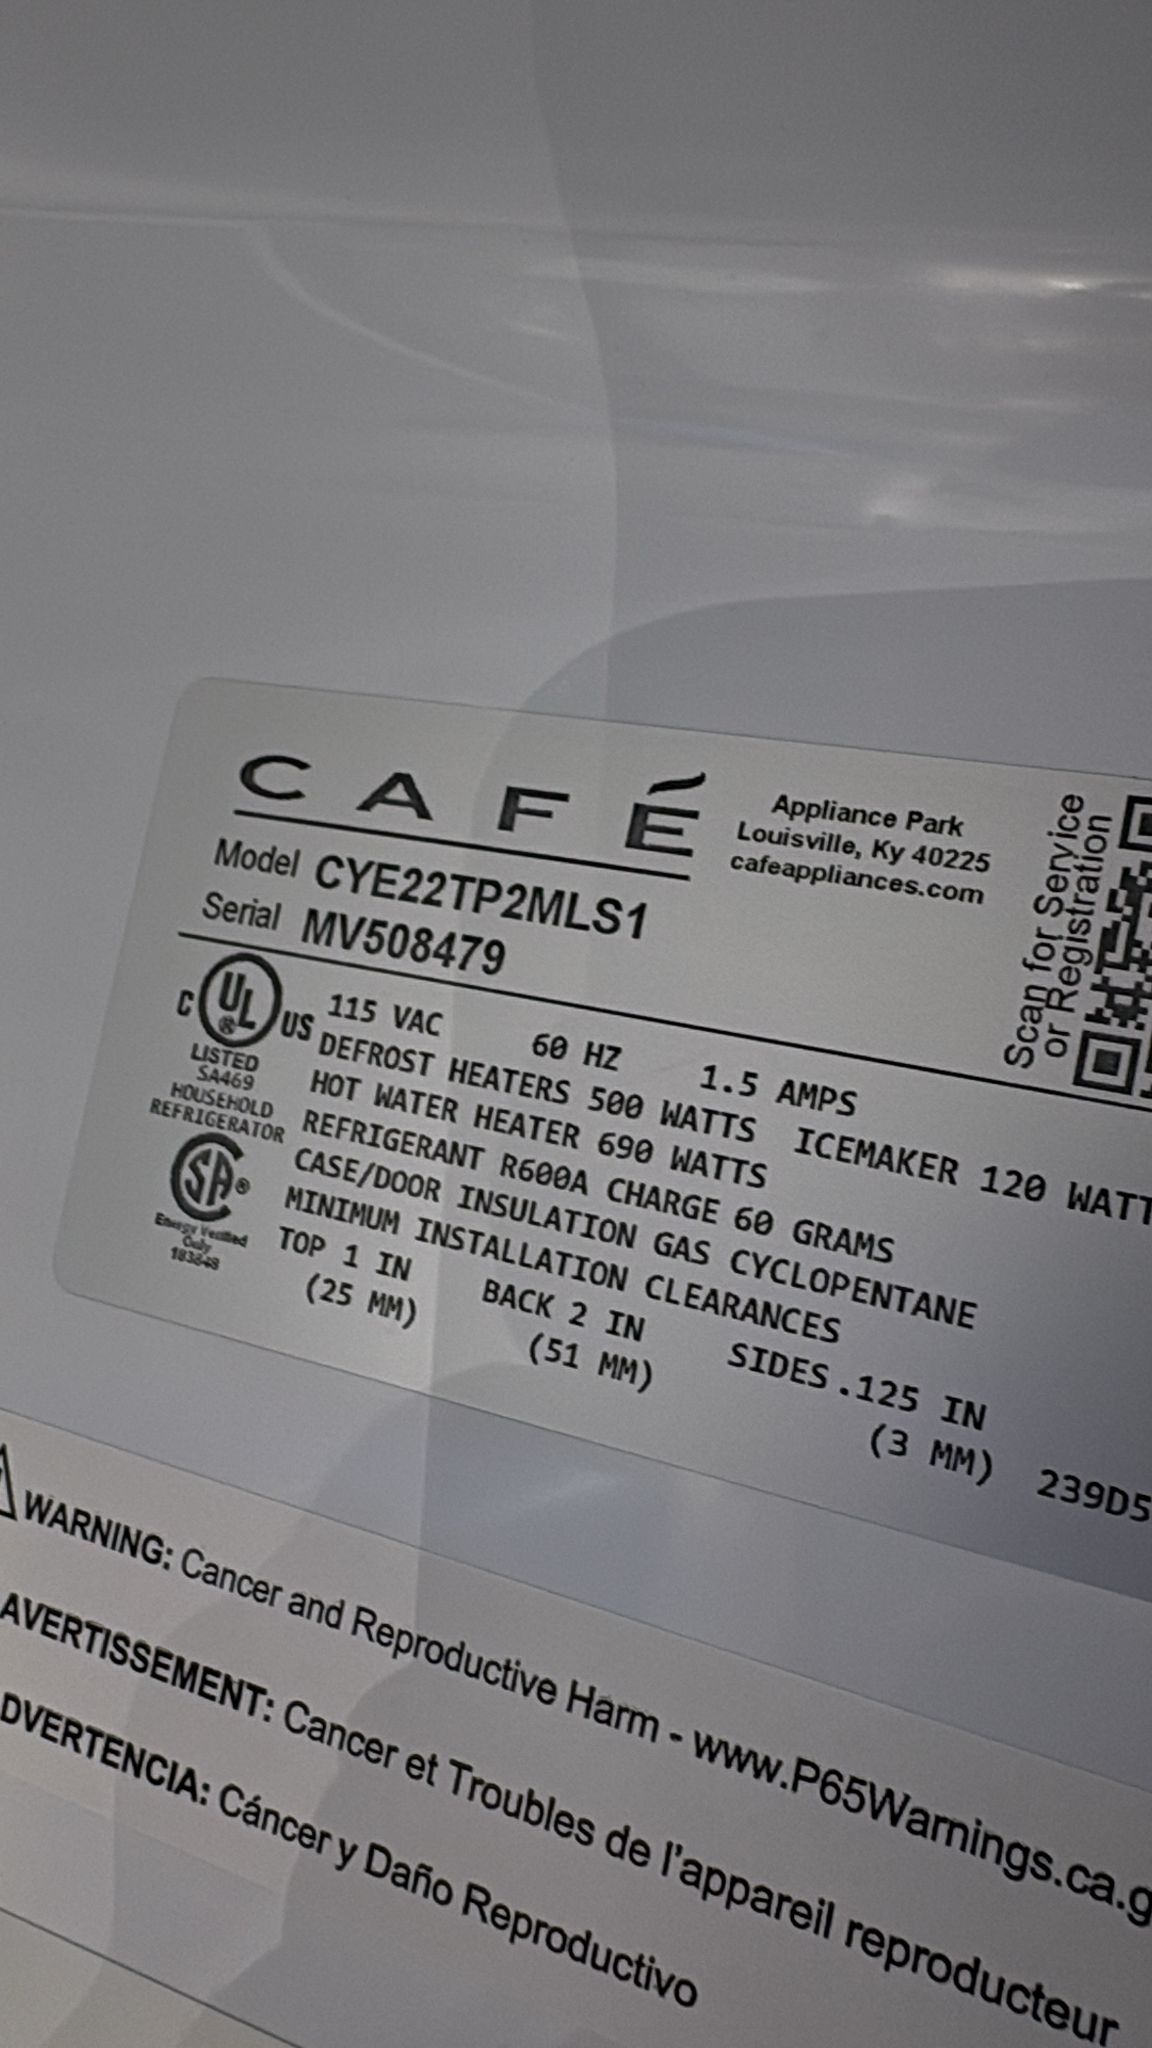 CAFÉ
Appliance Park
Louisville, Ky 40225
cafeappliances.com
Scan for Service
or Registration
Model CYE22TP2MLS1
Serial MV508479
C UL ® US
LISTED
SA469
HOUSEHOLD
REFRIGERATOR
SA ®
Energy Verified
Only
115 VAC 60 HZ 1.5 AMPS
DEFROST HEATERS 500 WATTS ICEMAKER 120 WATT
HOT WATER HEATER 690 WATTS
REFRIGERANT R600A CHARGE 60 GRAMS
CASE/DOOR INSULATION GAS CYCLOPENTANE
MINIMUM INSTALLATION CLEARANCES
TOP 1 IN BACK 2 IN SIDES .125 IN
(25 MM) (51 MM) (3 MM) 239D5
WARNING: Cancer and Reproductive Harm - www.P65Warnings.ca.g
AVERTISSEMENT: Cancer et Troubles de l'appareil reproducteur
DVERTENCIA: Cáncer y Daño Reproductivo